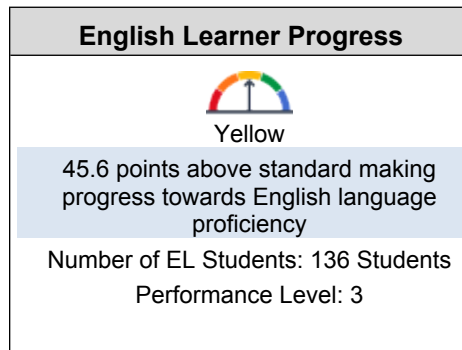 English Learner Progress
Yellow
45.6 points above standard making
progress towards English language
proficiency
Number of EL Students: 136 Students
Performance Level: 3